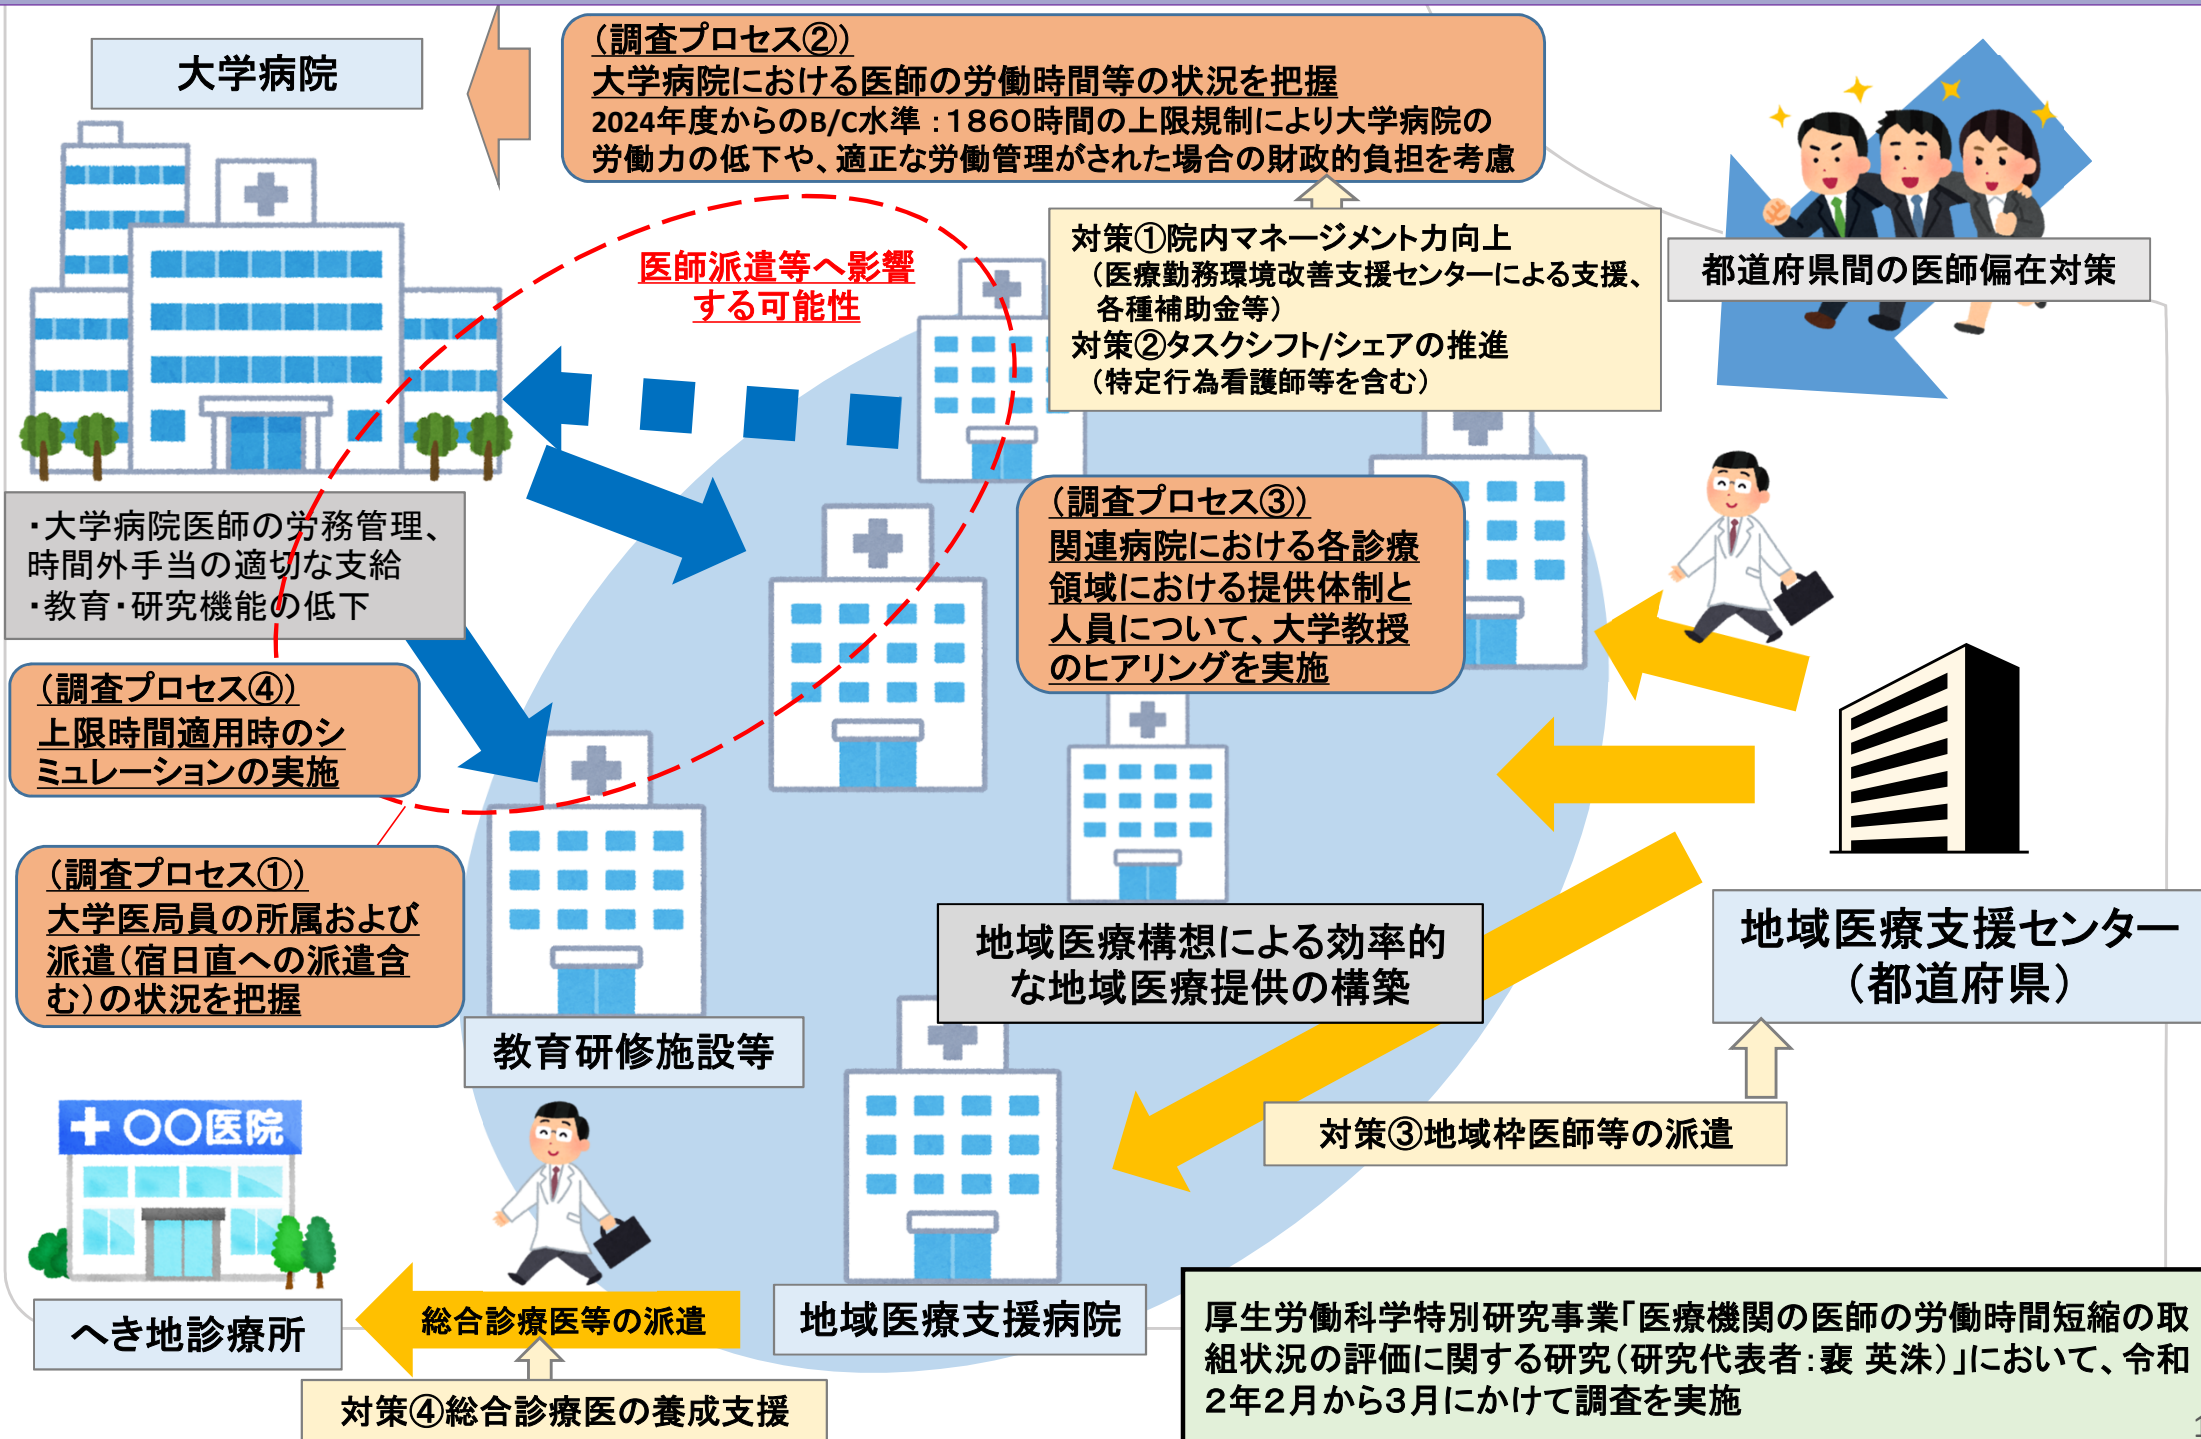 大学病院
（調査プロセス②）
大学病院における医師の労働時間等の状況を把握
2024年度からのB/C水準：1860時間の上限規制により大学病院の
労働力の低下や、適正な労働管理がされた場合の財政的負担を考慮
医師派遣等へ影響
する可能性
対策①院内マネージメント力向上
（医療勤務環境改善支援センターによる支援、
各種補助金等）
対策②タスクシフト/シェアの推進
（特定行為看護師等を含む）
都道府県間の医師偏在対策
・大学病院医師の労務管理、
時間外手当の適切な支給
・教育・研究機能の低下
（調査プロセス③）
関連病院における各診療
領域における提供体制と
人員について、大学教授
のヒアリングを実施
（調査プロセス④）
上限時間適用時のシ
ミュレーションの実施
（調査プロセス①）
大学医局員の所属および
派遣（宿日直への派遣含
む）の状況を把握
地域医療構想による効率的
な地域医療提供の構築
地域医療支援センター
（都道府県）
教育研修施設等
対策③地域枠医師等の派遣
〇〇医院
へき地診療所
総合診療医等の派遣
地域医療支援病院
対策④総合診療医の養成支援
厚生労働科学特別研究事業「医療機関の医師の労働時間短縮の取
組状況の評価に関する研究（研究代表者：裵 英洙）」において、令和
２年２月から３月にかけて調査を実施